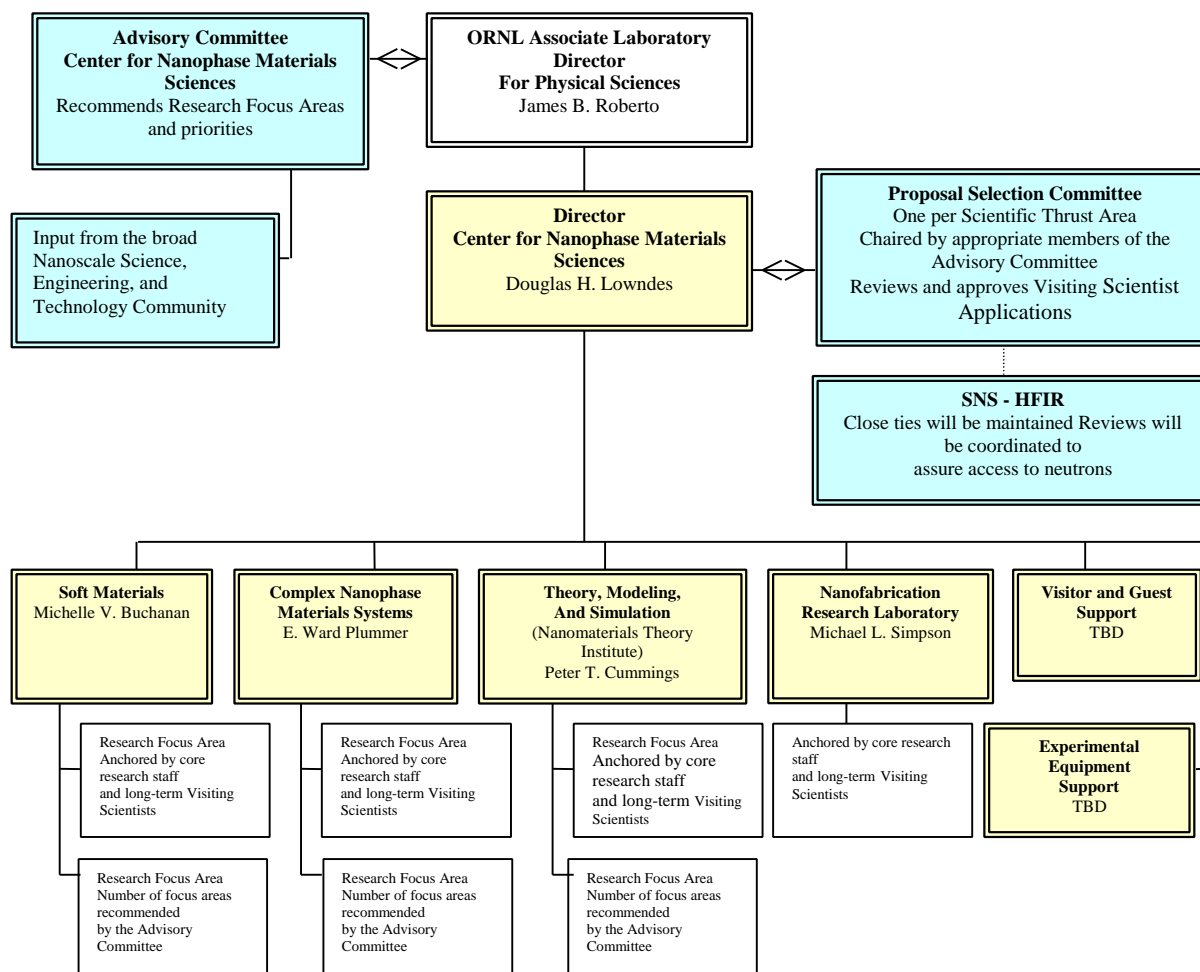 Advisory Committee
Center for Nanophase Materials
Sciences
Recommends Research Focus Areas
and priorities
ORNL Associate Laboratory
Director
For Physical Sciences
James B. Roberto
Input from the broad
Nanoscale Science,
Engineering, and
Technology Community
Director
Center for Nanophase Materials
Sciences
Douglas H. Lowndes
Proposal Selection Committee
One per Scientific Thrust Area
Chaired by appropriate members of the
Advisory Committee
Reviews and approves Visiting Scientist
Applications
SNS - HFIR
Close ties will be maintained Reviews will
be coordinated to
assure access to neutrons
Soft Materials
Michelle V. Buchanan
Complex Nanophase
Materials Systems
E. Ward Plummer
Theory, Modeling,
And Simulation
(Nanomaterials Theory
Institute)
Peter T. Cummings
Nanofabrication
Research Laboratory
Michael L. Simpson
Visitor and Guest
Support
TBD
Research Focus Area
Anchored by core
research staff
and long-term Visiting
Scientists
Research Focus Area
Anchored by core
research staff
and long-term Visiting
Scientists
Research Focus Area
Anchored by core
research staff
and long-term Visiting
Scientists
Anchored by core research
staff
and long-term Visiting
Scientists
Experimental
Equipment
Support
TBD
Research Focus Area
Number of focus areas
recommended
by the Advisory
Committee
Research Focus Area
Number of focus areas
recommended
by the Advisory
Committee
Research Focus Area
Number of focus areas
recommended
by the Advisory
Committee